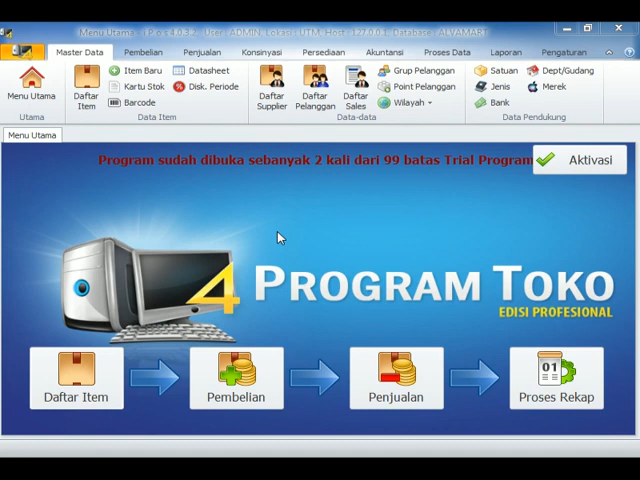 Menu Utama - i P o s 4.0.3.2 , User : ADMIN, Lokasi : UTM, Host : 127.0.0.1, Database : ALVAMART
Master Data Pembelian Penjualan Konsinyasi Persediaan Akuntansi Proses Data Laporan Pengaturan
Menu Utama
Utama
Daftar Item
Item Baru
Kartu Stok
Barcode
Datasheet
Disk. Periode
Data Item
Daftar Supplier
Daftar Pelanggan
Daftar Sales
Grup Pelanggan
Point Pelanggan
Wilayah
Data-data
Satuan
Jenis
Bank
Dept/Gudang
Merek
Data Pendukung
Menu Utama
Program sudah dibuka sebanyak 2 kali dari 99 batas Trial Program
Aktivasi
4 PROGRAM TOKO
EDISI PROFESIONAL
01
Daftar Item Pembelian Penjualan Proses Rekap